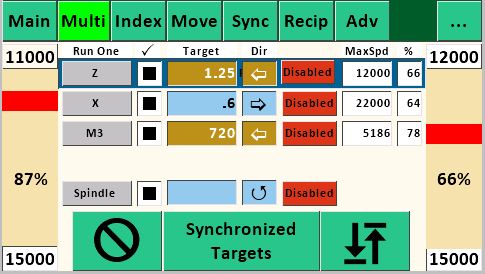 Main Multi Index Move Sync Recip Adv ...
11000 Run One ✓ Target Dir MaxSpd % 12000
Z 1.25 Disabled 12000 66
X .6 Disabled 22000 64
M3 720 Disabled 5186 78
87% 66%
Spindle Disabled
Synchronized
Targets
15000 15000